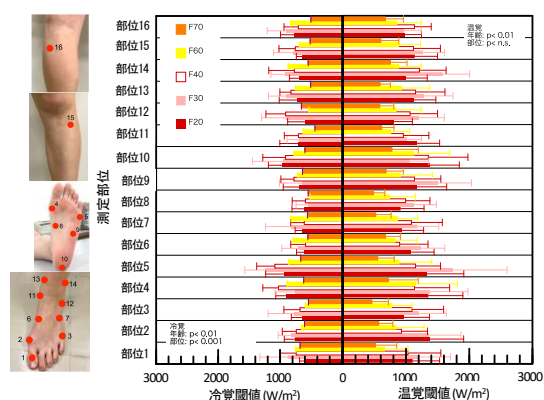 部位16
部位15
部位14
部位13
部位12
部位11
部位10
部位9
部位8
部位7
部位6
部位5
部位4
部位3
部位2
部位1
測定部位
F70
F60
F40
F30
F20
温覚
年齢: p< 0.01
部位: p< n.s.
冷覚
年齢: p< 0.01
部位: p< 0.001
3000 2000 1000 0 1000 2000 3000
冷覚閾値 (W/m²) 温覚閾値 (W/m²)
16
15
4
5
8
9
10
13
14
11
12
6
7
2
3
1